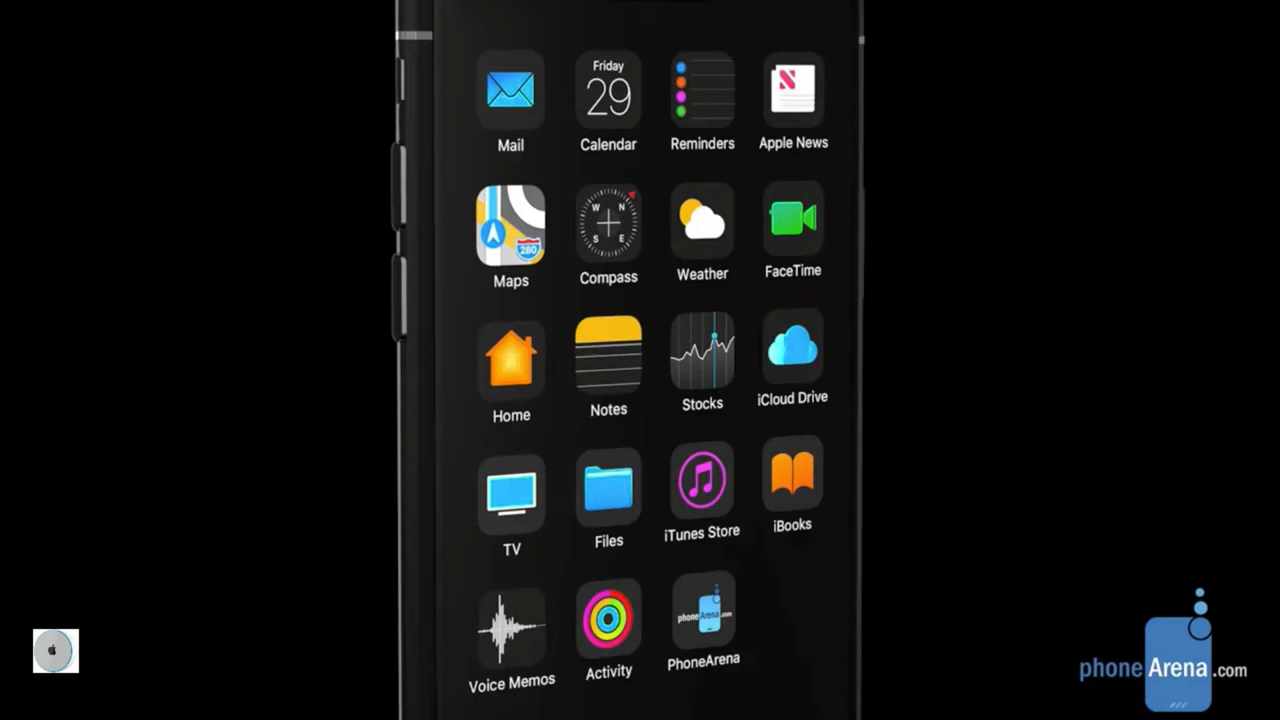 Friday
29
Mail
Calendar
Reminders
Apple News
W N
S E
280
Maps
Compass
Weather
FaceTime
Home
Notes
Stocks
iCloud Drive
TV
Files
iTunes Store
iBooks
phoneArena.com
Voice Memos
Activity
PhoneArena
phoneArena.com